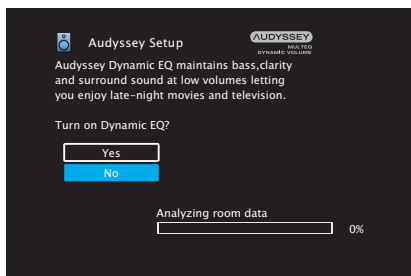 Audyssey Setup
AUDYSSEY
MULTEQ
DYNAMIC VOLUME
Audyssey Dynamic EQ maintains bass,clarity
and surround sound at low volumes letting
you enjoy late-night movies and television.
Turn on Dynamic EQ?
Yes
No
Analyzing room data
0%